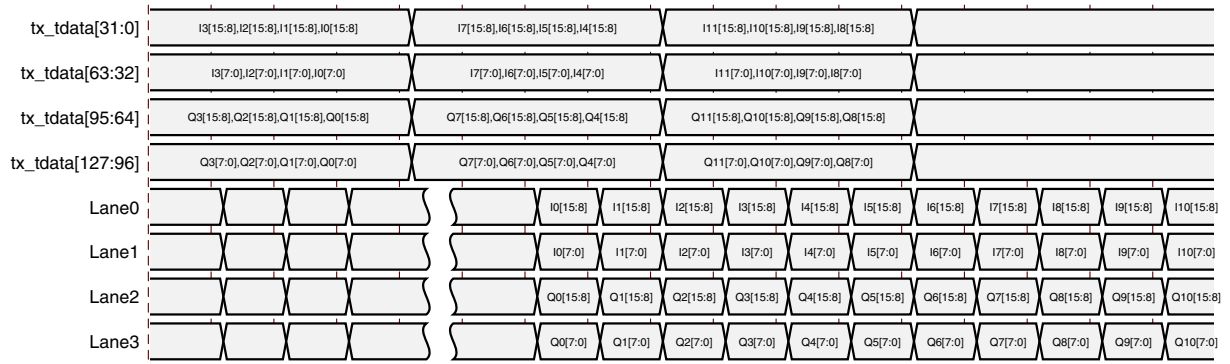 tx_tdata[31:0] I3[15:8],I2[15:8],I1[15:8],I0[15:8] I7[15:8],I6[15:8],I5[15:8],I4[15:8] I11[15:8],I10[15:8],I9[15:8],I8[15:8]
tx_tdata[63:32] I3[7:0],I2[7:0],I1[7:0],I0[7:0] I7[7:0],I6[7:0],I5[7:0],I4[7:0] I11[7:0],I10[7:0],I9[7:0],I8[7:0]
tx_tdata[95:64] Q3[15:8],Q2[15:8],Q1[15:8],Q0[15:8] Q7[15:8],Q6[15:8],Q5[15:8],Q4[15:8] Q11[15:8],Q10[15:8],Q9[15:8],Q8[15:8]
tx_tdata[127:96] Q3[7:0],Q2[7:0],Q1[7:0],Q0[7:0] Q7[7:0],Q6[7:0],Q5[7:0],Q4[7:0] Q11[7:0],Q10[7:0],Q9[7:0],Q8[7:0]
Lane0 I0[15:8] I1[15:8] I2[15:8] I3[15:8] I4[15:8] I5[15:8] I6[15:8] I7[15:8] I8[15:8] I9[15:8] I10[15:8]
Lane1 I0[7:0] I1[7:0] I2[7:0] I3[7:0] I4[7:0] I5[7:0] I6[7:0] I7[7:0] I8[7:0] I9[7:0] I10[7:0]
Lane2 Q0[15:8] Q1[15:8] Q2[15:8] Q3[15:8] Q4[15:8] Q5[15:8] Q6[15:8] Q7[15:8] Q8[15:8] Q9[15:8] Q10[15:8]
Lane3 Q0[7:0] Q1[7:0] Q2[7:0] Q3[7:0] Q4[7:0] Q5[7:0] Q6[7:0] Q7[7:0] Q8[7:0] Q9[7:0] Q10[7:0]